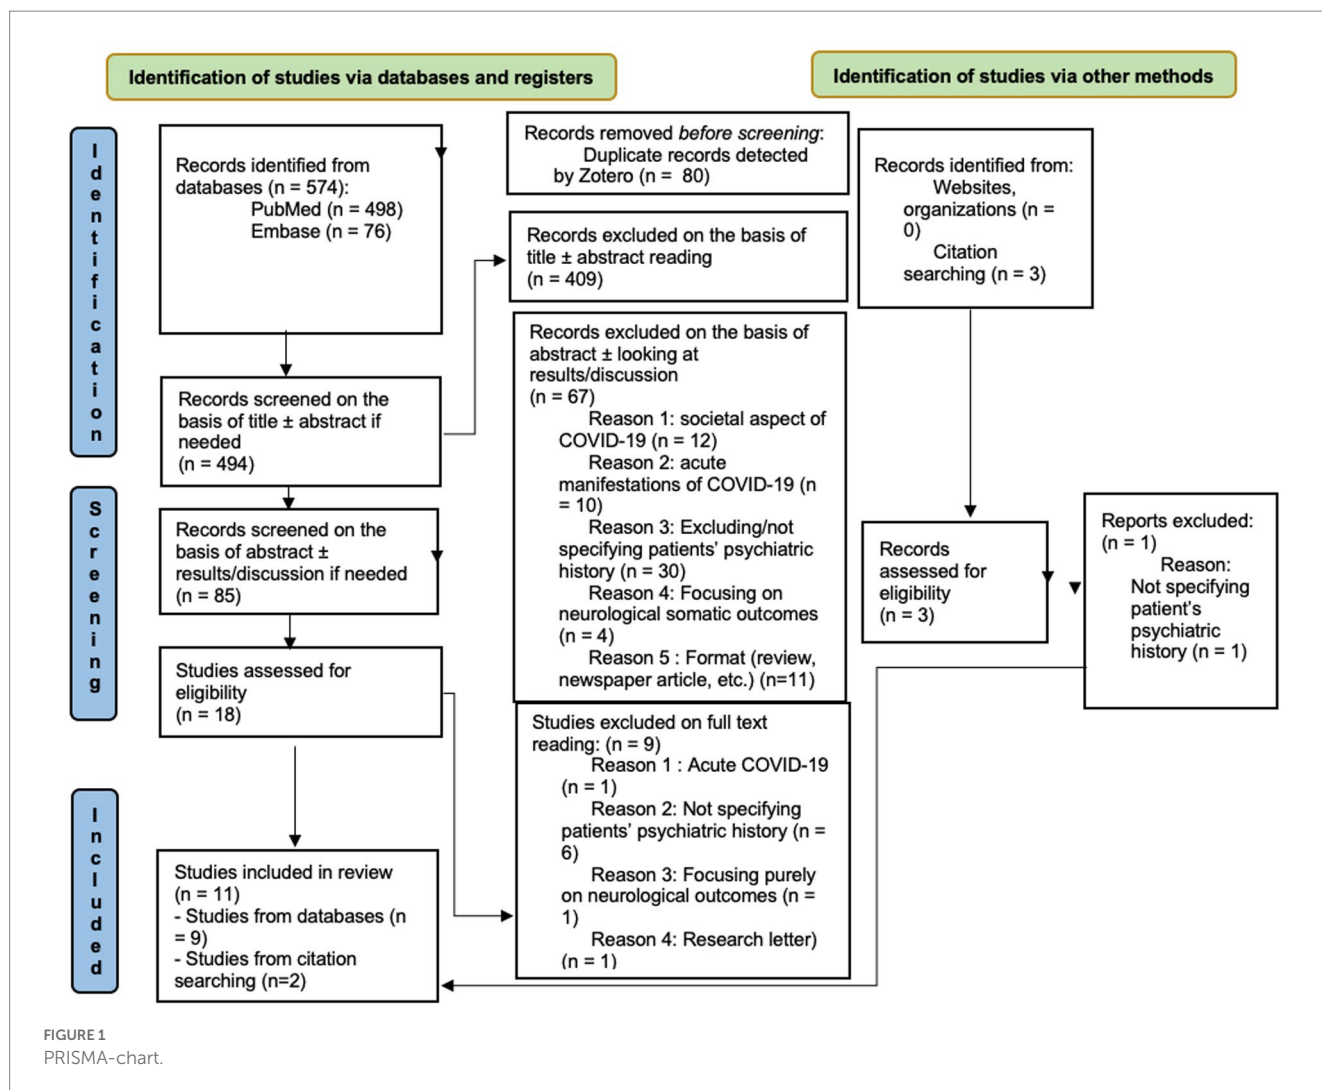 Identification of studies via databases and registers
Identification of studies via other methods
Identification
Records identified from
databases (n = 574):
PubMed (n = 498)
Embase (n = 76)
Records removed before screening:
Duplicate records detected
by Zotero (n = 80)
Records identified from:
Websites,
organizations (n =
0)
Citation
searching (n = 3)
Records excluded on the basis of
title ± abstract reading
(n = 409)
Records screened on the
basis of title ± abstract if
needed
(n = 494)
Records excluded on the basis of
abstract ± looking at
results/discussion
(n = 67)
Reason 1: societal aspect of
COVID-19 (n = 12)
Reason 2: acute
manifestations of COVID-19 (n
= 10)
Reason 3: Excluding/not
specifying patients' psychiatric
history (n = 30)
Reason 4: Focusing on
neurological somatic outcomes
(n = 4)
Reason 5 : Format (review,
newspaper article, etc.) (n=11)
Screening
Records screened on the
basis of abstract ±
results/discussion if needed
(n = 85)
Records
assessed for
eligibility
(n = 3)
Reports excluded:
(n = 1)
Reason:
Not specifying
patient's
psychiatric
history (n = 1)
Studies assessed for
eligibility
(n = 18)
Studies excluded on full text
reading: (n = 9)
Reason 1 : Acute COVID-19
(n = 1)
Reason 2: Not specifying
patients' psychiatric history (n =
6)
Reason 3: Focusing purely
on neurological outcomes (n =
1)
Reason 4: Research letter)
(n = 1)
Included
Studies included in review
(n = 11)
- Studies from databases (n
= 9)
- Studies from citation
searching (n=2)
FIGURE 1
PRISMA-chart.